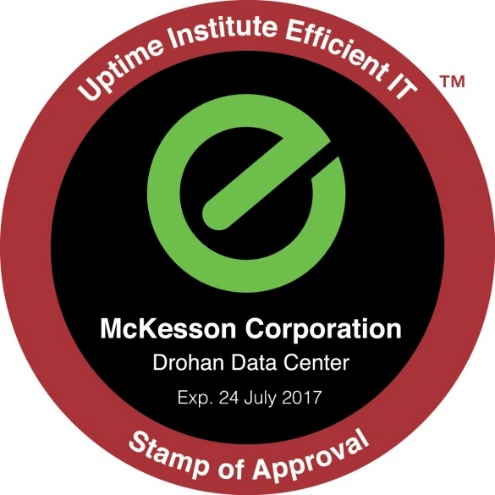 Uptime Institute Efficient IT
TM
McKesson Corporation
Drohan Data Center
Exp. 24 July 2017
Stamp of Approval